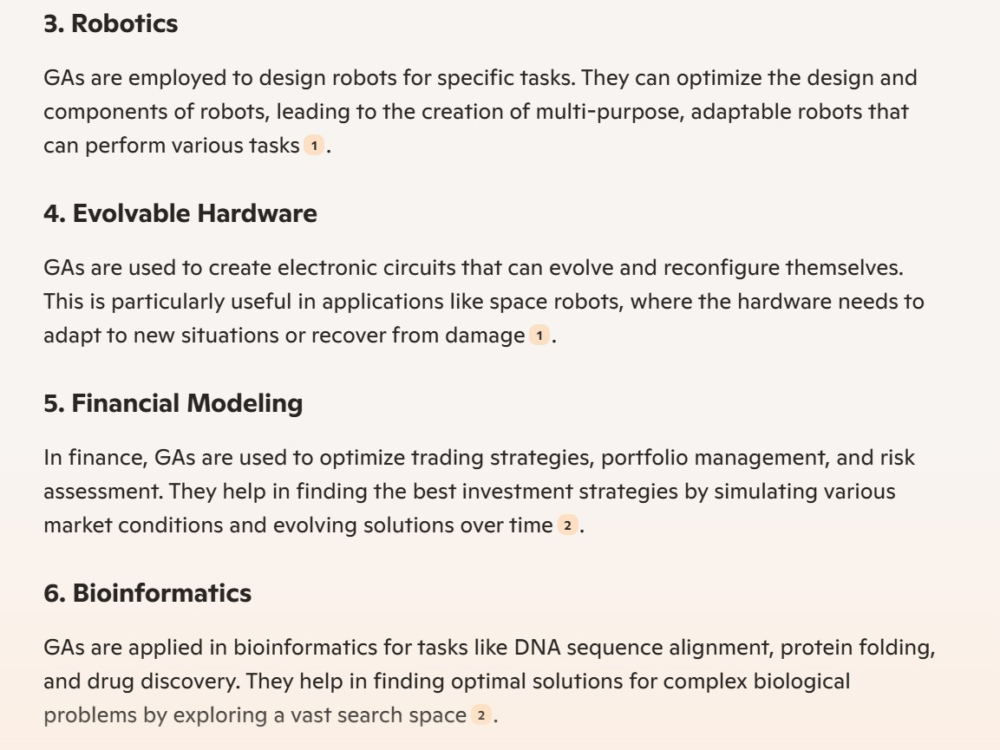 3. Robotics
GAs are employed to design robots for specific tasks. They can optimize the design and
components of robots, leading to the creation of multi-purpose, adaptable robots that
can perform various tasks 1 .
4. Evolvable Hardware
GAs are used to create electronic circuits that can evolve and reconfigure themselves.
This is particularly useful in applications like space robots, where the hardware needs to
adapt to new situations or recover from damage 1 .
5. Financial Modeling
In finance, GAs are used to optimize trading strategies, portfolio management, and risk
assessment. They help in finding the best investment strategies by simulating various
market conditions and evolving solutions over time 2 .
6. Bioinformatics
GAs are applied in bioinformatics for tasks like DNA sequence alignment, protein folding,
and drug discovery. They help in finding optimal solutions for complex biological
problems by exploring a vast search space 2 .